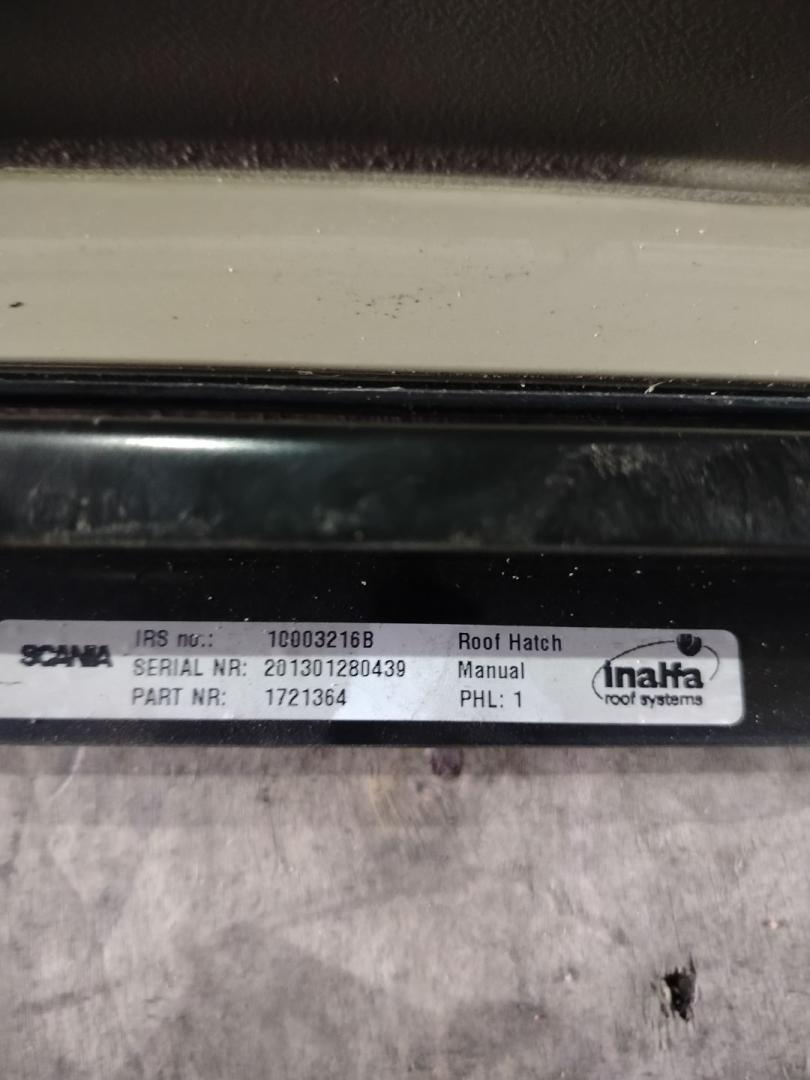 SCANIA
IRS no.: 10003216B Roof Hatch
SERIAL NR: 201301280439 Manual
PART NR: 1721364 PHL: 1
inalfa
roof systems